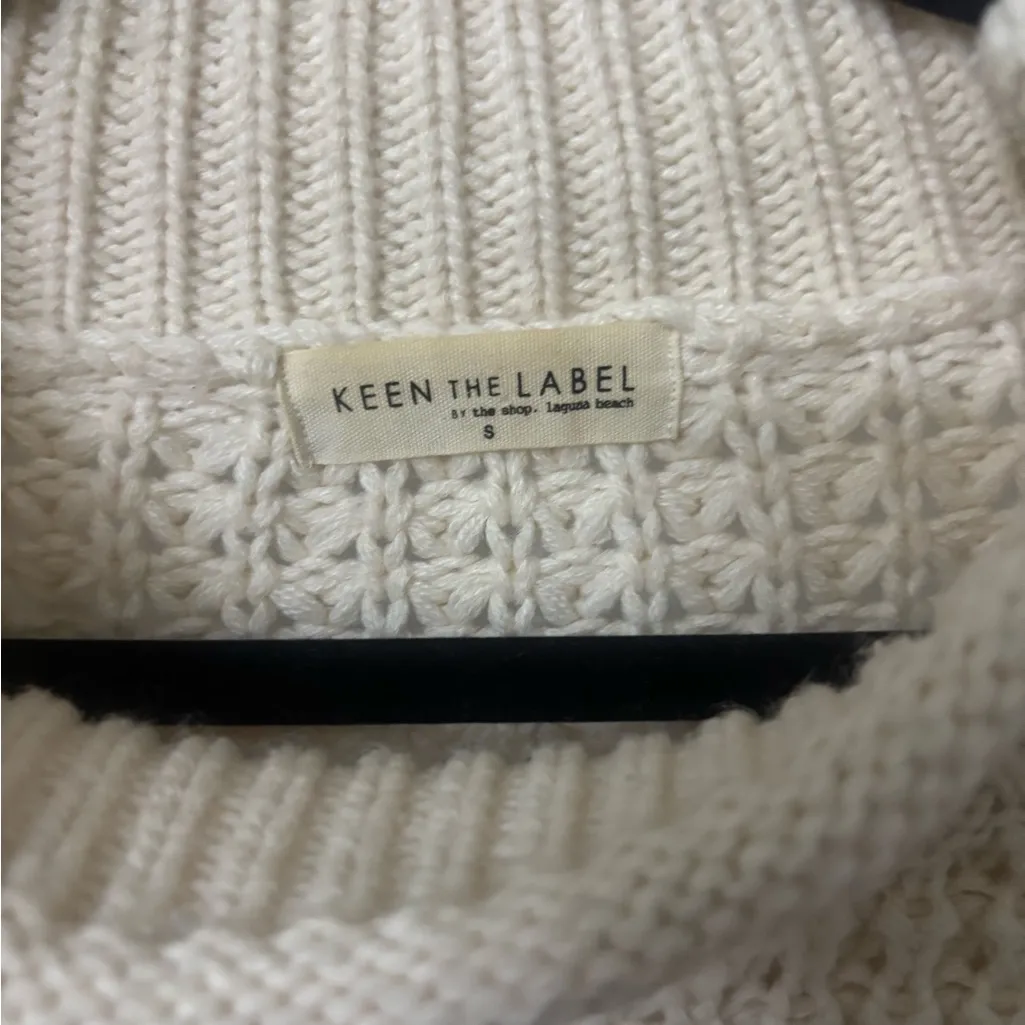 KEEN THE LABEL
BY the shop. laguna beach
S